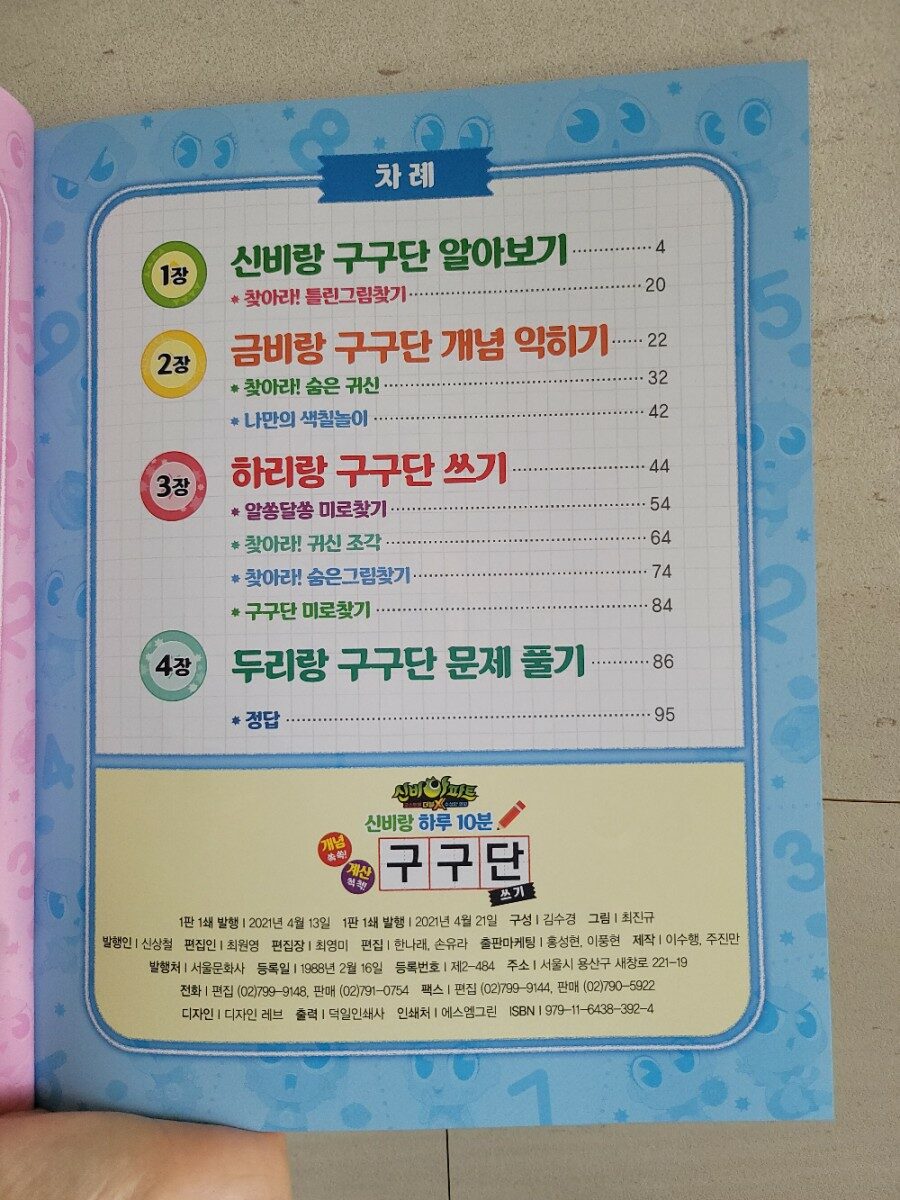 차례
1장 신비랑 구구단 알아보기 4
찾아라! 틀린그림찾기 20
2장 금비랑 구구단 개념 익히기 22
찾아라! 숨은 귀신 32
나만의 색칠놀이 42
3장 하리랑 구구단 쓰기 44
알쏭달쏭 미로찾기 54
찾아라! 귀신 조각 64
찾아라! 숨은그림찾기 74
구구단 미로찾기 84
4장 두리랑 구구단 문제 풀기 86
정답 95
신비아파트
더블X
신비랑 하루 10분
개념 쏙쏙!
계산 척척!
구구단
쓰기
1판 1쇄 발행 | 2021년 4월 13일 1판 1쇄 발행 | 2021년 4월 21일 구성 | 김수경 그림 | 최진규
발행인 | 신상철 편집인 | 최원영 편집장 | 최영미 편집 | 한나래, 손유라 출판마케팅 | 홍성현, 이풍현 제작 | 이수행, 주진만
발행처 | 서울문화사 등록일 | 1988년 2월 16일 등록번호 | 제2-484 주소 | 서울시 용산구 새창로 221-19
전화 | 편집 (02)799-9148, 판매 (02)791-0754 팩스 | 편집 (02)799-9144, 판매 (02)790-5922
디자인 | 디자인 레브 출력 | 덕일인쇄사 인쇄처 | 에스엠그린 ISBN | 979-11-6438-392-4